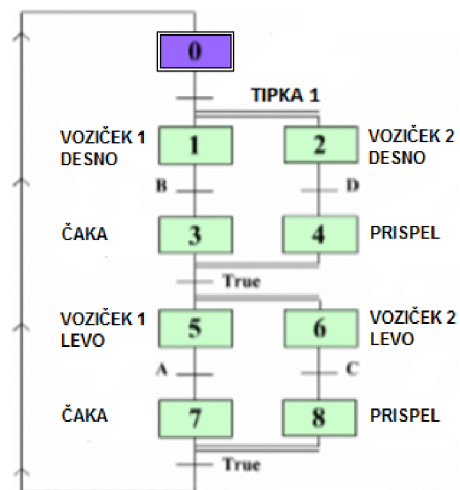 0
TIPKA 1
VOZIČEK 1
DESNO
1
2
VOZIČEK 2
DESNO
B
D
ČAKA
3
4
PRISPEL
True
VOZIČEK 1
LEVO
5
6
VOZIČEK 2
LEVO
A
C
ČAKA
7
8
PRISPEL
True